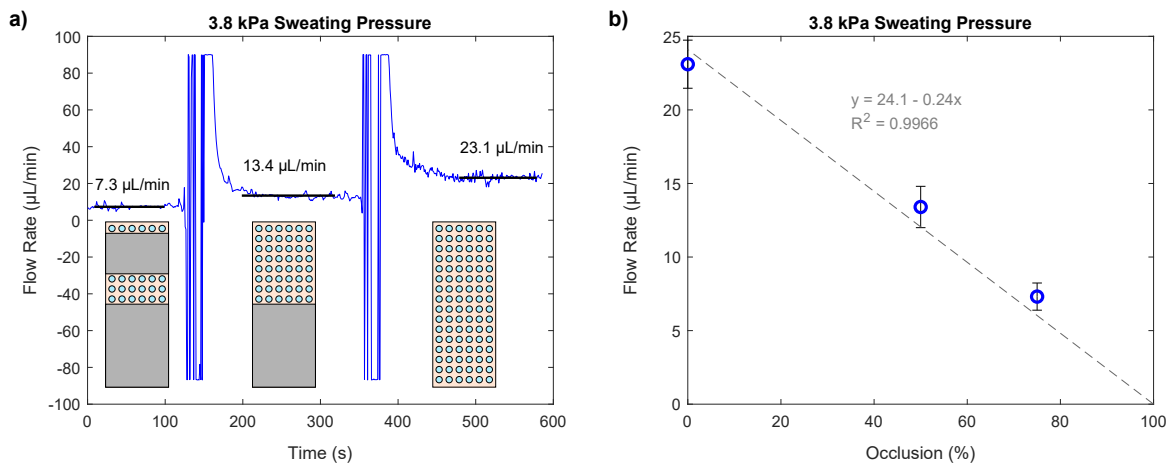 a)
3.8 kPa Sweating Pressure
Flow Rate (µL/min)
100
80
60
40
20
0
-20
-40
-60
-80
-100
7.3 µL/min
13.4 µL/min
23.1 µL/min
0
100
200
300
400
500
600
Time (s)
b)
3.8 kPa Sweating Pressure
Flow Rate (µL/min)
25
20
15
10
5
0
y = 24.1 - 0.24x
R² = 0.9966
0
20
40
60
80
100
Occlusion (%)